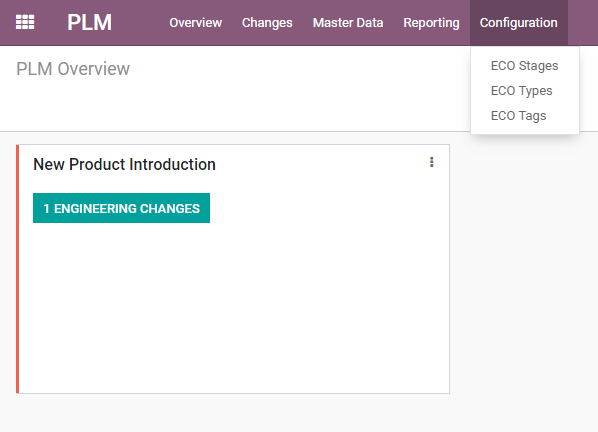 PLM Overview Changes Master Data Reporting Configuration
PLM Overview
ECO Stages
ECO Types
ECO Tags
New Product Introduction
1 ENGINEERING CHANGES